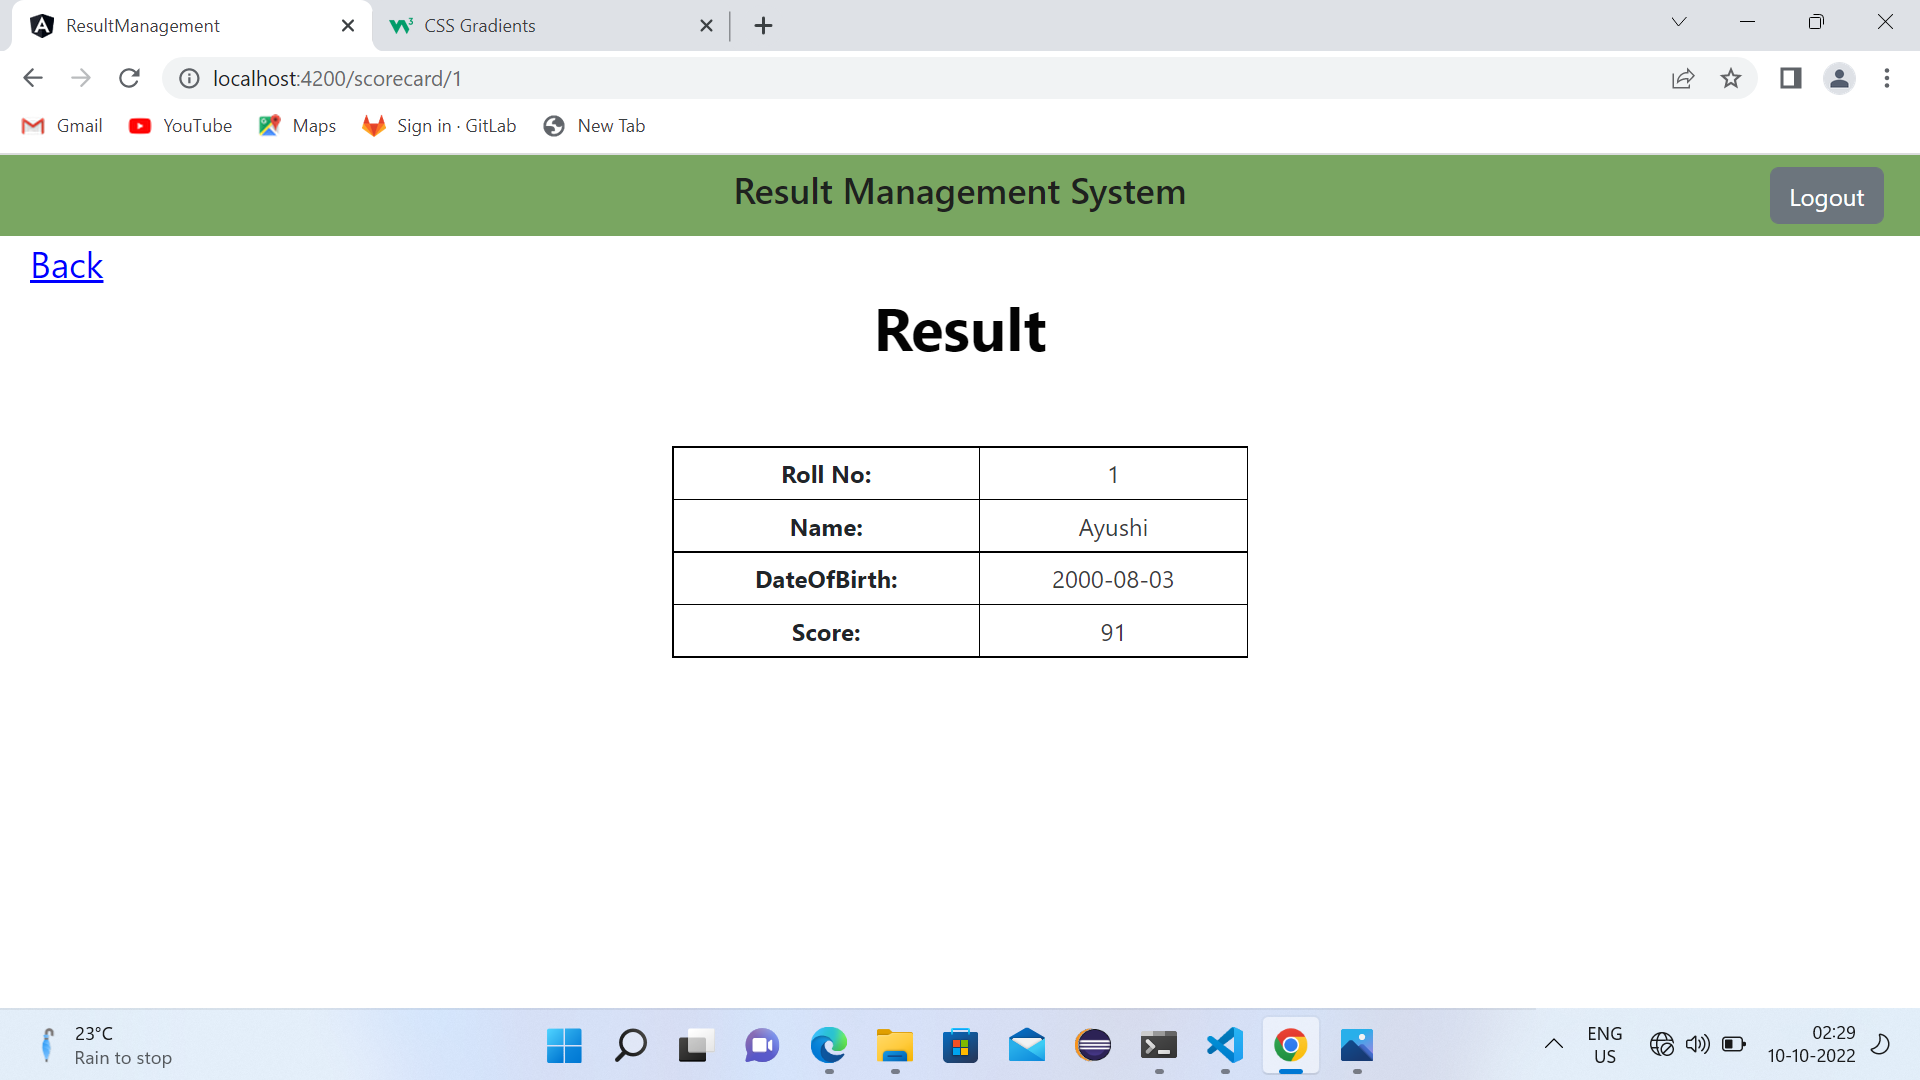 ResultManagement
CSS Gradients
localhost:4200/scorecard/1
Gmail
YouTube
Maps
Sign in · GitLab
New Tab
Result Management System
Logout
Back
Result
Roll No: 1
Name: Ayushi
DateOfBirth: 2000-08-03
Score: 91
23°C
Rain to stop
ENG
US
02:29
10-10-2022